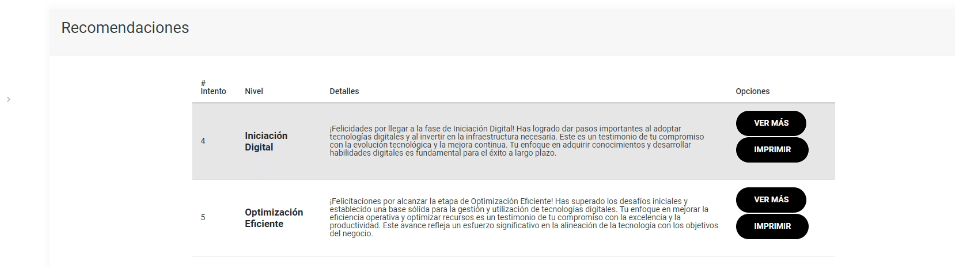 Recomendaciones
#
Intento Nivel Detalles Opciones
4 Iniciación
Digital
¡Felicidades por llegar a la fase de Iniciación Digital! Has logrado dar pasos importantes al adoptar
tecnologías digitales y al invertir en la infraestructura necesaria. Este es un testimonio de tu compromiso
con la evolución tecnológica y la mejora continua. Tu enfoque en adquirir conocimientos y desarrollar
habilidades digitales es fundamental para el éxito a largo plazo.
VER MÁS
IMPRIMIR
5 Optimización
Eficiente
¡Felicitaciones por alcanzar la etapa de Optimización Eficiente! Has superado los desafíos iniciales y
establecido una base sólida para la gestión y utilización de tecnologías digitales. Tu enfoque en mejorar la
eficiencia operativa y optimizar recursos es un testimonio de tu compromiso con la excelencia y la
productividad. Este avance refleja un esfuerzo significativo en la alineación de la tecnología con los objetivos
del negocio.
VER MÁS
IMPRIMIR